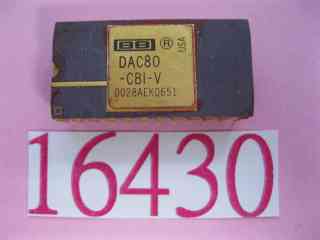 BB ® USA
DAC80
-CBI-V
0028AEK0651
16430